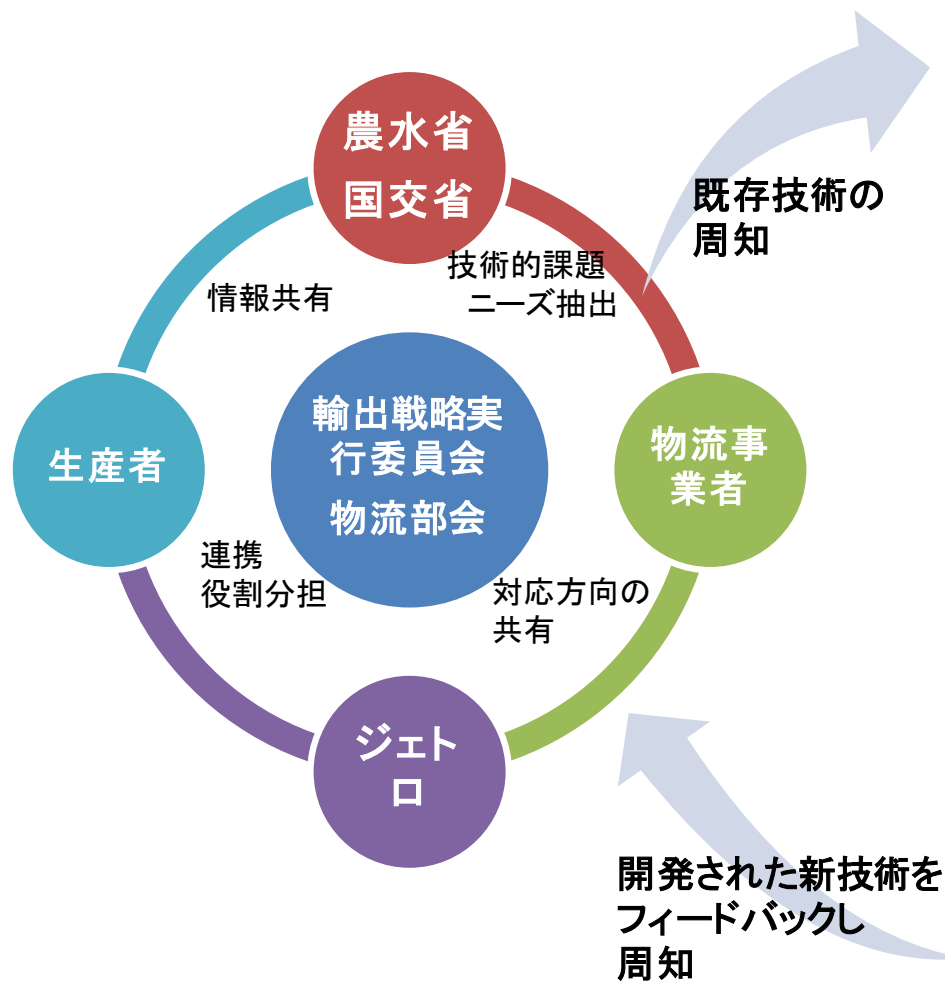 農水省
国交省
既存技術の
周知
技術的課題
ニーズ抽出
情報共有
輸出戦略実
行委員会
物流部会
生産者
物流事
業者
連携
役割分担
対応方向の
共有
ジェト
ロ
開発された新技術を
フィードバックし
周知